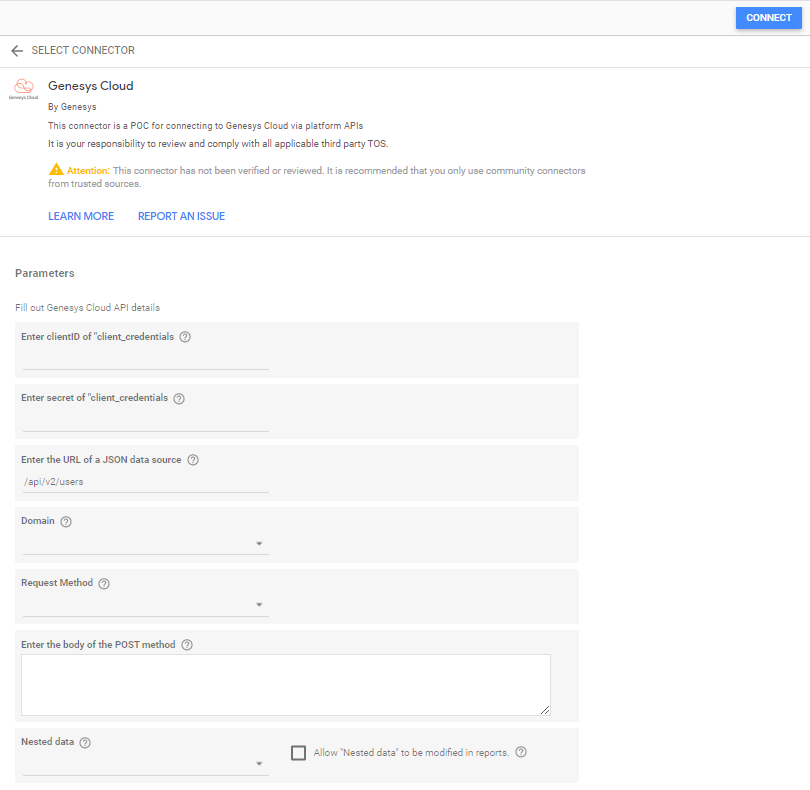 CONNECT
SELECT CONNECTOR
Genesys Cloud
Genesys Cloud
By Genesys
This connector is a POC for connecting to Genesys Cloud via platform APIs
It is your responsibility to review and comply with all applicable third party TOS.
Attention: This connector has not been verified or reviewed. It is recommended that you only use community connectors
from trusted sources.
LEARN MORE REPORT AN ISSUE
Parameters
Fill out Genesys Cloud API details
Enter clientID of "client_credentials
Enter secret of "client_credentials
Enter the URL of a JSON data source
/api/v2/users
Domain
Request Method
Enter the body of the POST method
Nested data
Allow "Nested data" to be modified in reports.